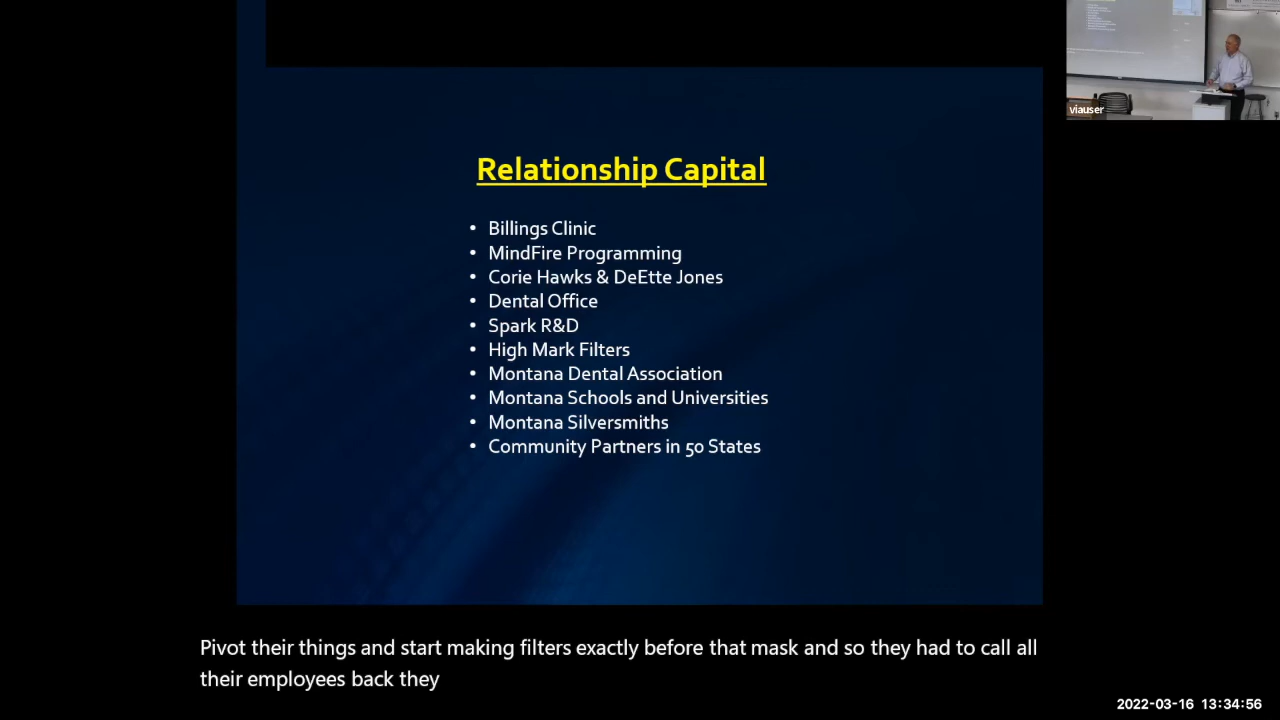 Relationship Capital
• Billings Clinic
• MindFire Programming
• Corie Hawks & DeEtte Jones
• Dental Office
• Spark R&D
• High Mark Filters
• Montana Dental Association
• Montana Schools and Universities
• Montana Silversmiths
• Community Partners in 50 States
viauser
Pivot their things and start making filters exactly before that mask and so they had to call all
their employees back they
2022-03-16 13:34:56